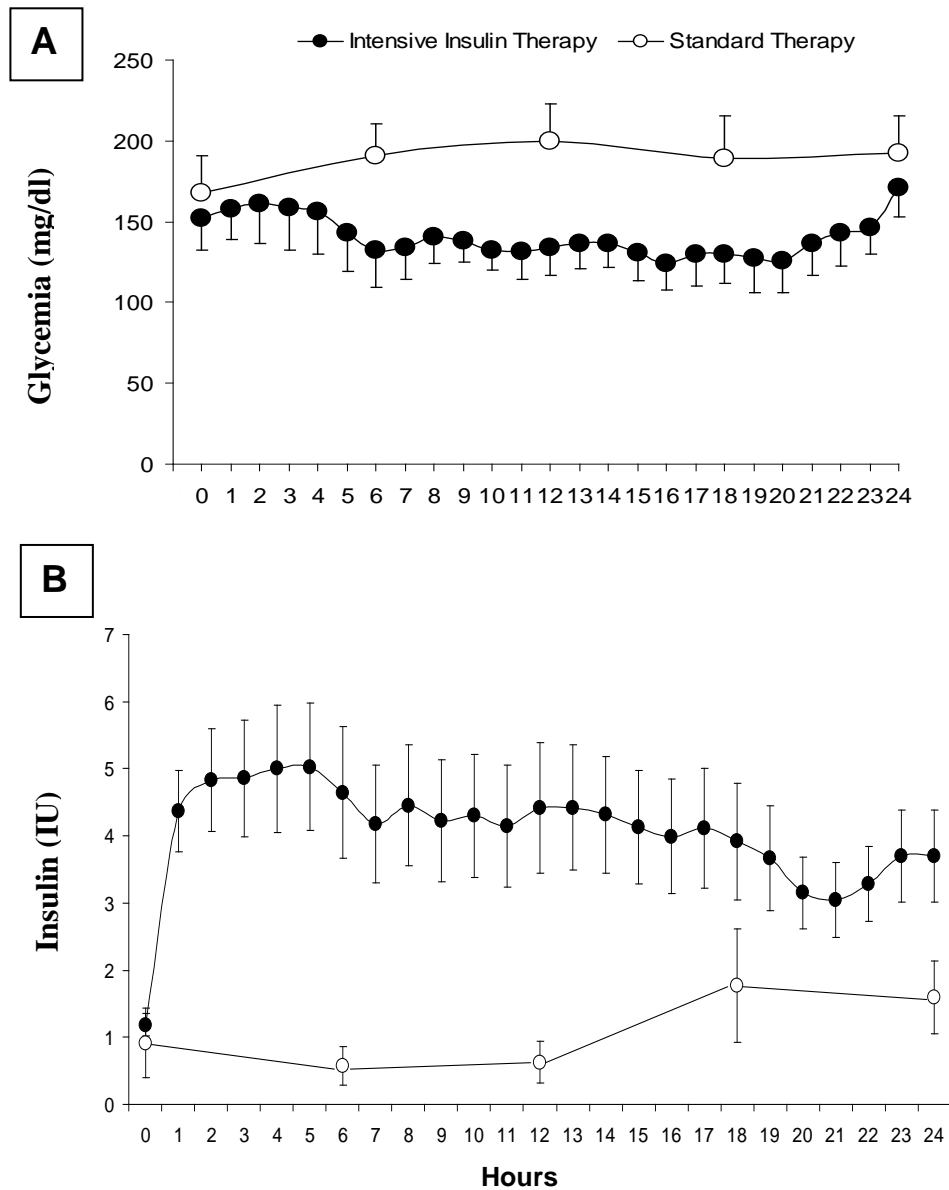 A
Intensive Insulin Therapy Standard Therapy
250
200
150
100
50
0
Glycemia (mg/dl)
0 1 2 3 4 5 6 7 8 9 10 11 12 13 14 15 16 17 18 19 20 21 22 23 24
B
7
6
5
4
3
2
1
0
Insulin (IU)
0 1 2 3 4 5 6 7 8 9 10 11 12 13 14 15 16 17 18 19 20 21 22 23 24
Hours